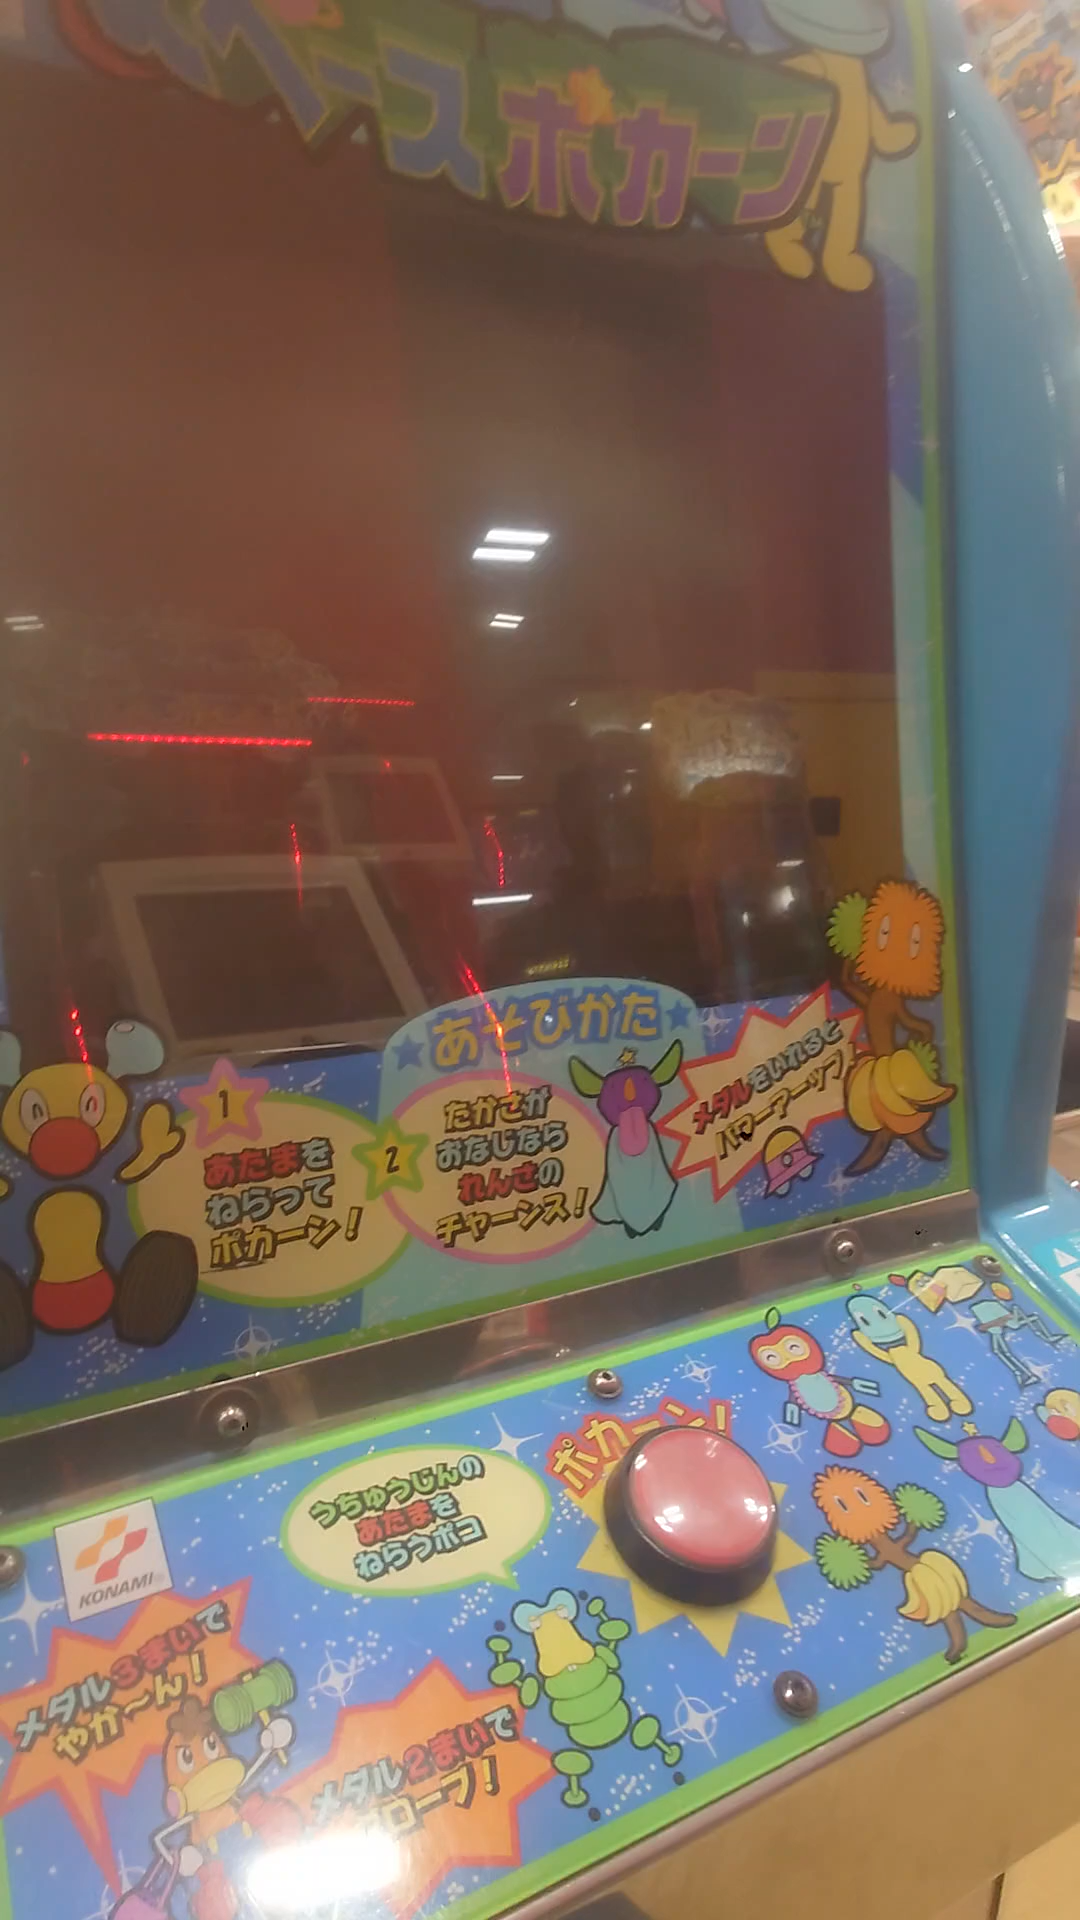 スペースポカーン
あそびかた
1
あたまを
ねらって
ポカーン!
2
たかさが
おなじなら
れんさの
チャーンス!
メダルをいれると
パワーアーップ!
ポカーン!
うちゅうじんの
あたまを
ねらうポコ
KONAMI
メダル3まいで
やか〜ん!
メダル2まいで
グローブ!